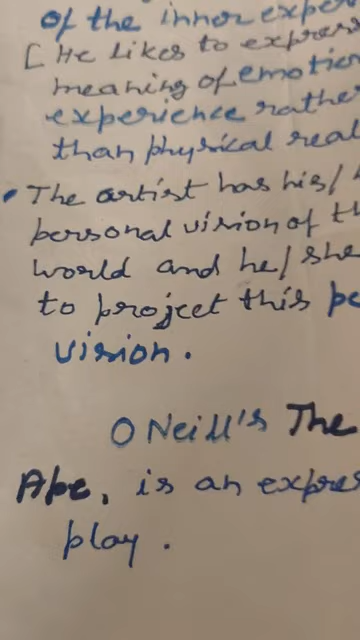 of the inner exper
[He likes to express
meaning of emotion
experience rathe
than physical real
• The artist has his/
personal vision of th
world and he/she
to project this pe
vision.
O Neill's The
Ape, is an expres
play.